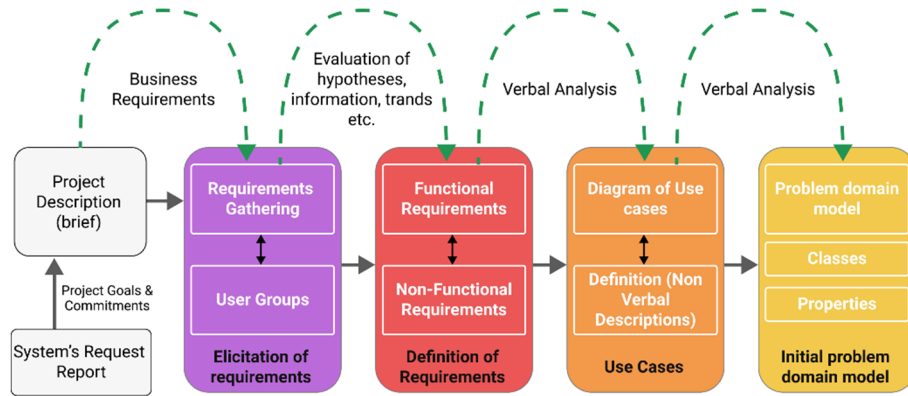 Business
Requirements
Evaluation of
hypotheses,
information, trands
etc.
Verbal Analysis
Verbal Analysis
Project
Description
(brief)
Project Goals &
Commitments
System's Request
Report
Requirements
Gathering
User Groups
Elicitation of
requirements
Functional
Requirements
Non-Functional
Requirements
Definition of
Requirements
Diagram of Use
cases
Definition (Non
Verbal
Descriptions)
Use Cases
Problem domain
model
Classes
Properties
Initial problem
domain model